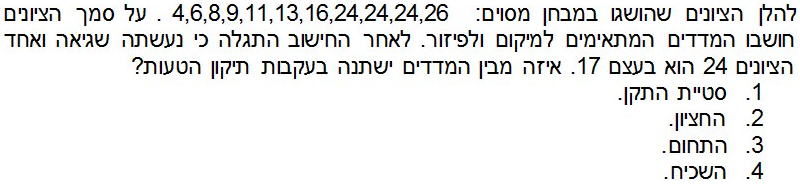 להלן הציונים שהושגו במבחן מסוים: 4,6,8,9,11,13,16,24,24,24,26 . על סמך הציונים
חושבו המדדים המתאימים למיקום ולפיזור. לאחר החישוב התגלה כי נעשתה שגיאה ואחד
הציונים 24 הוא בעצם 17. איזה מבין המדדים ישתנה בעקבות תיקון הטעות?
1. סטיית התקן.
2. החציון.
3. התחום.
4. השכיח.